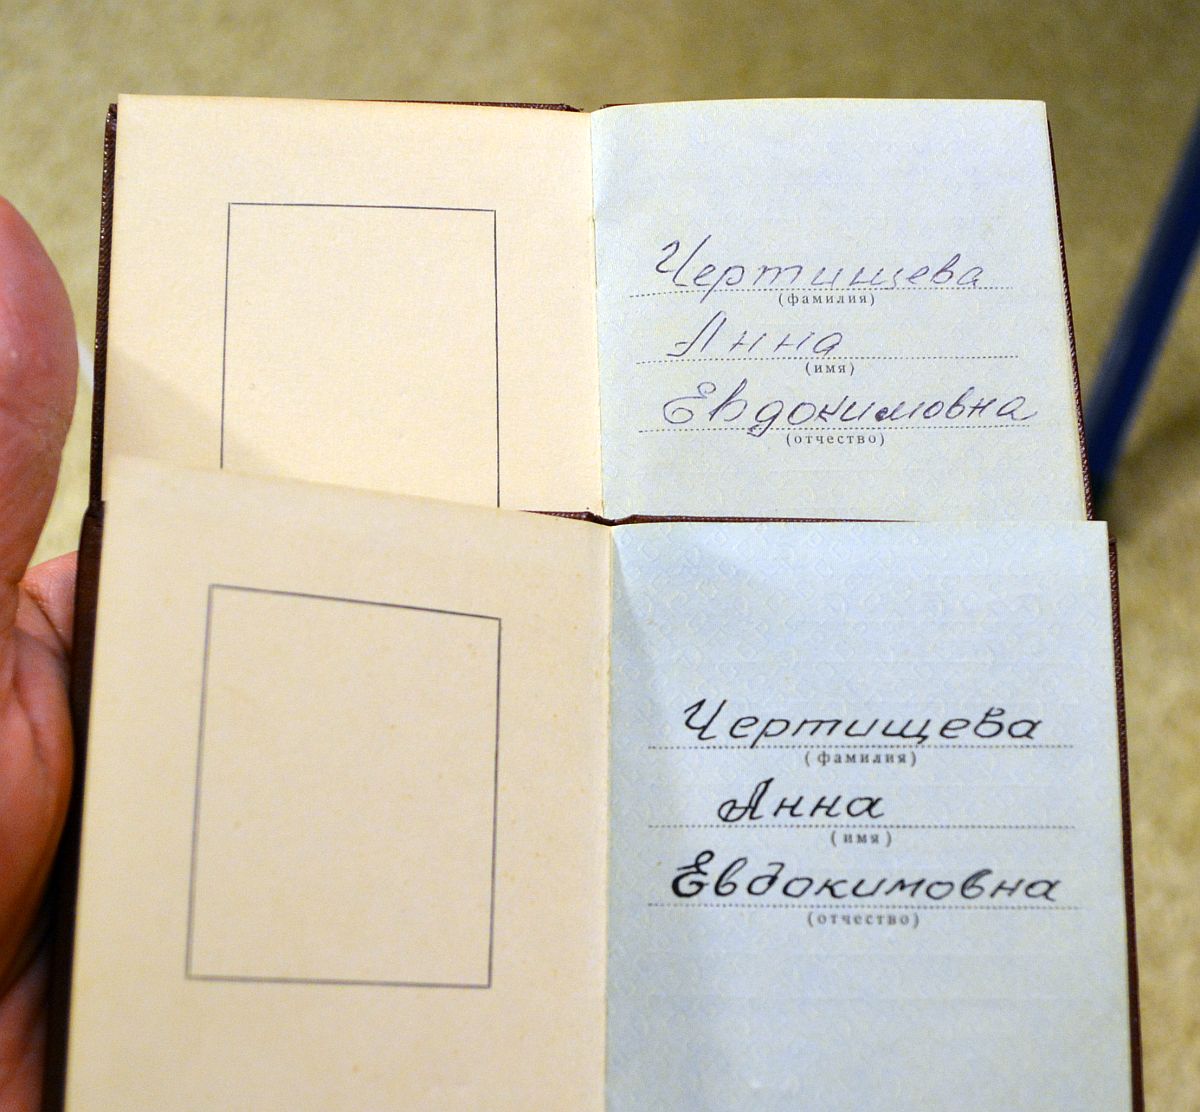 Чертищева
(фамилия)
Анна
(имя)
Евдокимовна
(отчество)
Чертищева
(фамилия)
Анна
(имя)
Евдокимовна
(отчество)